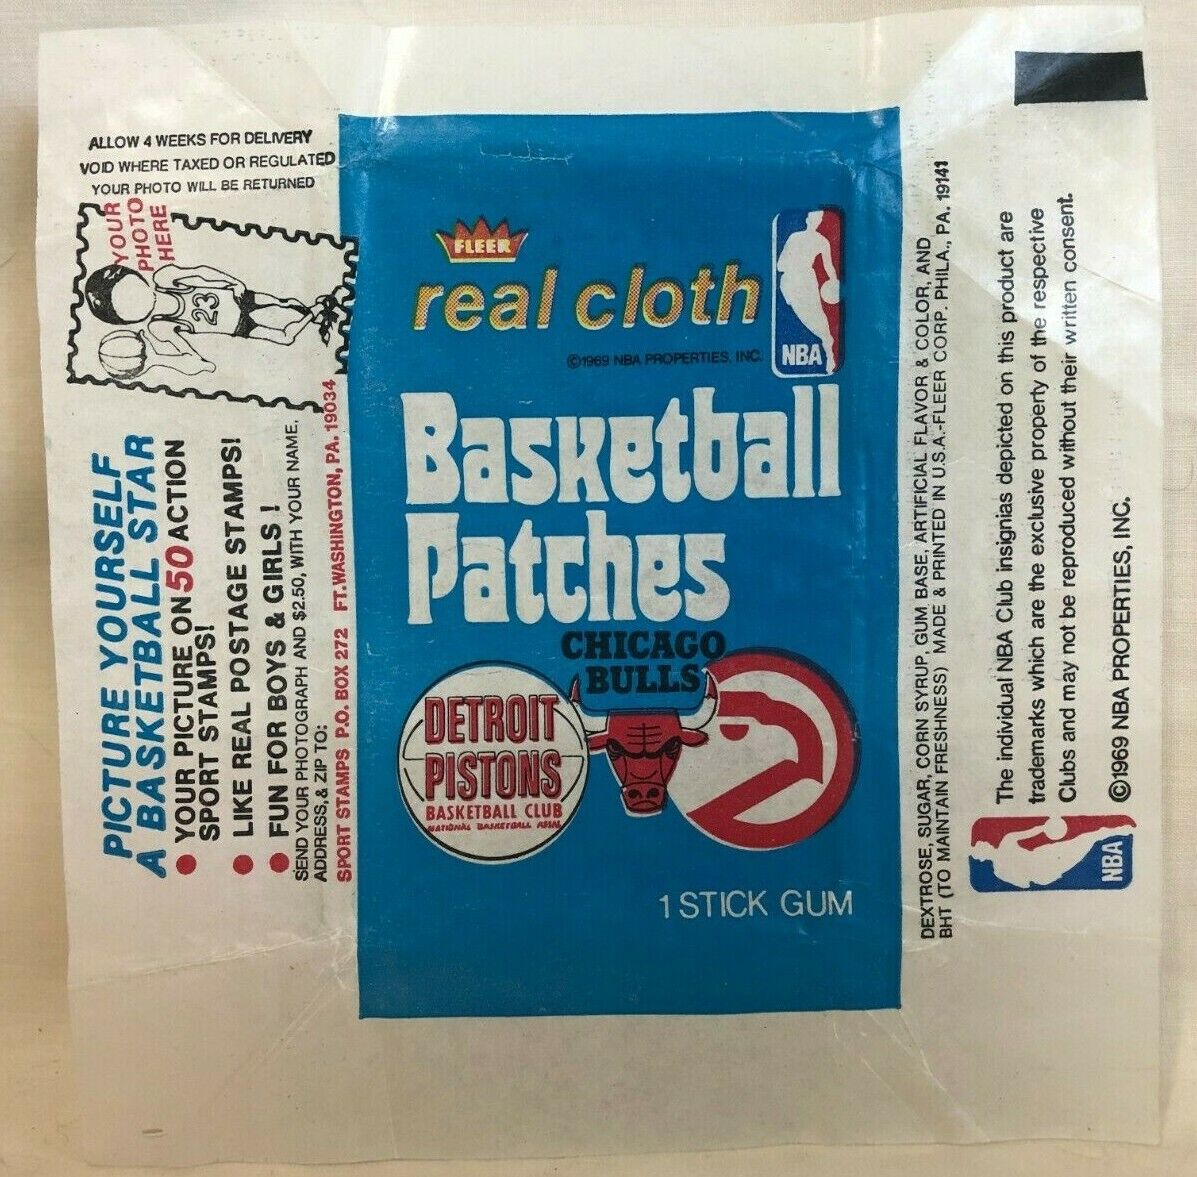 ALLOW 4 WEEKS FOR DELIVERY
VOID WHERE TAXED OR REGULATED
YOUR PHOTO WILL BE RETURNED
YOUR
PHOTO
HERE
23
PICTURE YOURSELF
A BASKETBALL STAR
● YOUR PICTURE ON 50 ACTION
SPORT STAMPS!
● LIKE REAL POSTAGE STAMPS!
● FUN FOR BOYS & GIRLS !
SEND YOUR PHOTOGRAPH AND $2.50, WITH YOUR NAME,
ADDRESS, & ZIP TO:
SPORT STAMPS P.O. BOX 272 FT. WASHINGTON, PA. 19034
FLEER
real cloth
©1969 NBA PROPERTIES, INC.
NBA
Basketball
Patches
CHICAGO
BULLS
DETROIT
PISTONS
BASKETBALL CLUB
NATIONAL BASKETBALL ASSN.
1 STICK GUM
DEXTROSE, SUGAR, CORN SYRUP, GUM BASE, ARTIFICIAL FLAVOR & COLOR, AND
BHT (TO MAINTAIN FRESHNESS) MADE & PRINTED IN U.S.A.-FLEER CORP. PHILA., PA. 19141
The individual NBA Club insignias depicted on this product are
trademarks which are the exclusive property of the respective
Clubs and may not be reproduced without their written consent.
©1969 NBA PROPERTIES, INC.
NBA